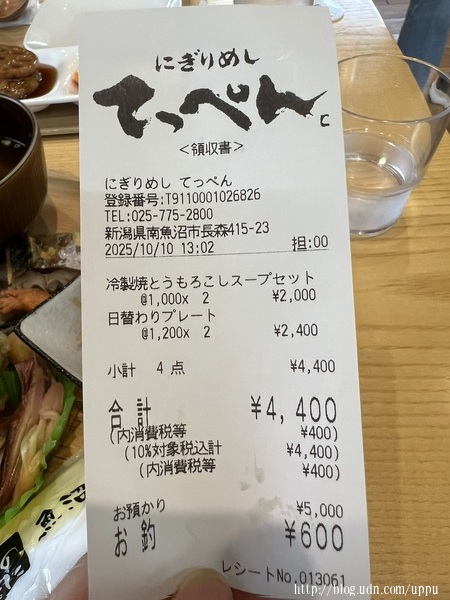 にぎりめし
てっぺん
<領収書>
にぎりめし てっぺん
登録番号:T9110001026826
TEL:025-775-2800
新潟県南魚沼市長森415-23
2025/10/10 13:02 担:00
冷製焼とうもろこしスープセット
@1,000x 2 ¥2,000
日替わりプレート
@1,200x 2 ¥2,400
小計 4 点 ¥4,400
合 計 ¥4,400
(内消費税等 ¥400)
(10%対象税込計 ¥4,400)
(内消費税等 ¥400)
お預かり ¥5,000
お 釣 ¥600
レシートNo.013061
http://blog.udn.com/uppu